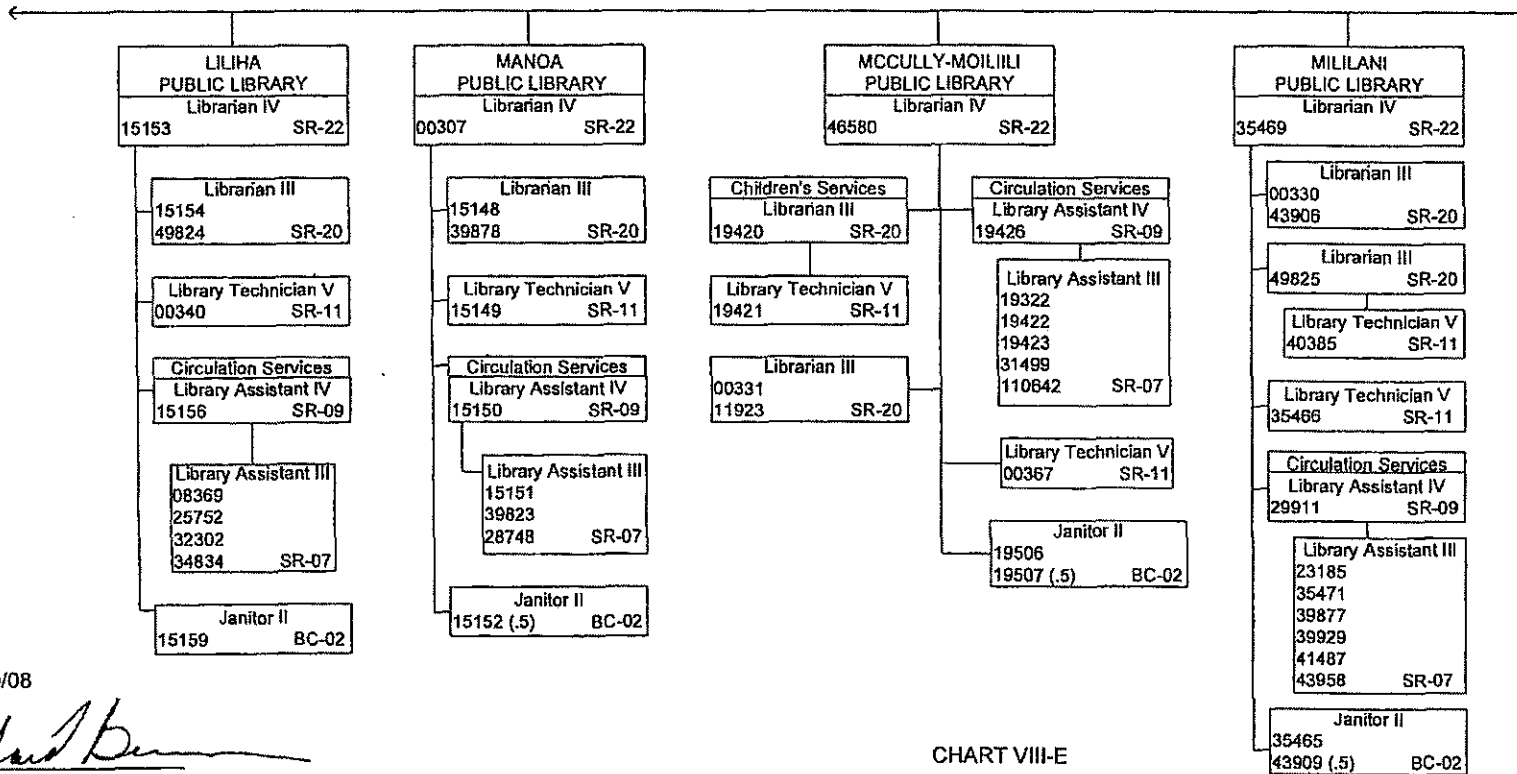 LILIHA
PUBLIC LIBRARY
Librarian IV
15153 SR-22
Librarian III
15154
49824 SR-20
Library Technician V
00340 SR-11
Circulation Services
Library Assistant IV
15156 SR-09
Library Assistant III
08369
25752
32302
34834 SR-07
Janitor II
15159 BC-02
MANOA
PUBLIC LIBRARY
Librarian IV
00307 SR-22
Librarian III
15148
39878 SR-20
Library Technician V
15149 SR-11
Circulation Services
Library Assistant IV
15150 SR-09
Library Assistant III
15151
39823
28748 SR-07
Janitor II
15152 (.5) BC-02
MCCULLY-MOILIILI
PUBLIC LIBRARY
Librarian IV
46580 SR-22
Children's Services
Librarian III
19420 SR-20
Library Technician V
19421 SR-11
Librarian III
00331
11923 SR-20
Circulation Services
Library Assistant IV
19426 SR-09
Library Assistant III
19322
19422
19423
31499
110642 SR-07
Library Technician V
00367 SR-11
Janitor II
19506
19507 (.5) BC-02
MILILANI
PUBLIC LIBRARY
Librarian IV
35469 SR-22
Librarian III
00330
43906 SR-20
Librarian III
49825 SR-20
Library Technician V
40385 SR-11
Library Technician V
35466 SR-11
Circulation Services
Library Assistant IV
29911 SR-09
Library Assistant III
23185
35471
39877
39929
41487
43958 SR-07
Janitor II
35465
43909 (.5) BC-02
/08
CHART VIII-E